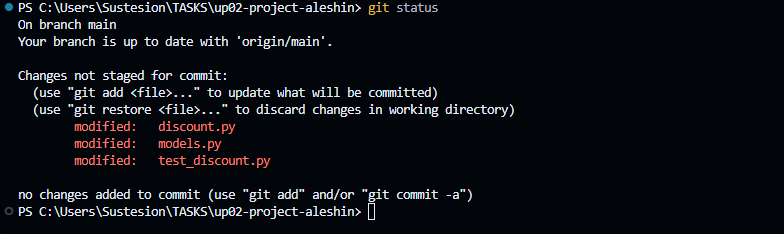 PS C:\Users\Sustesion\TASKS\up02-project-aleshin> git status
On branch main
Your branch is up to date with 'origin/main'.
Changes not staged for commit:
  (use "git add <file>..." to update what will be committed)
  (use "git restore <file>..." to discard changes in working directory)
        modified:   discount.py
        modified:   models.py
        modified:   test_discount.py
no changes added to commit (use "git add" and/or "git commit -a")
PS C:\Users\Sustesion\TASKS\up02-project-aleshin>